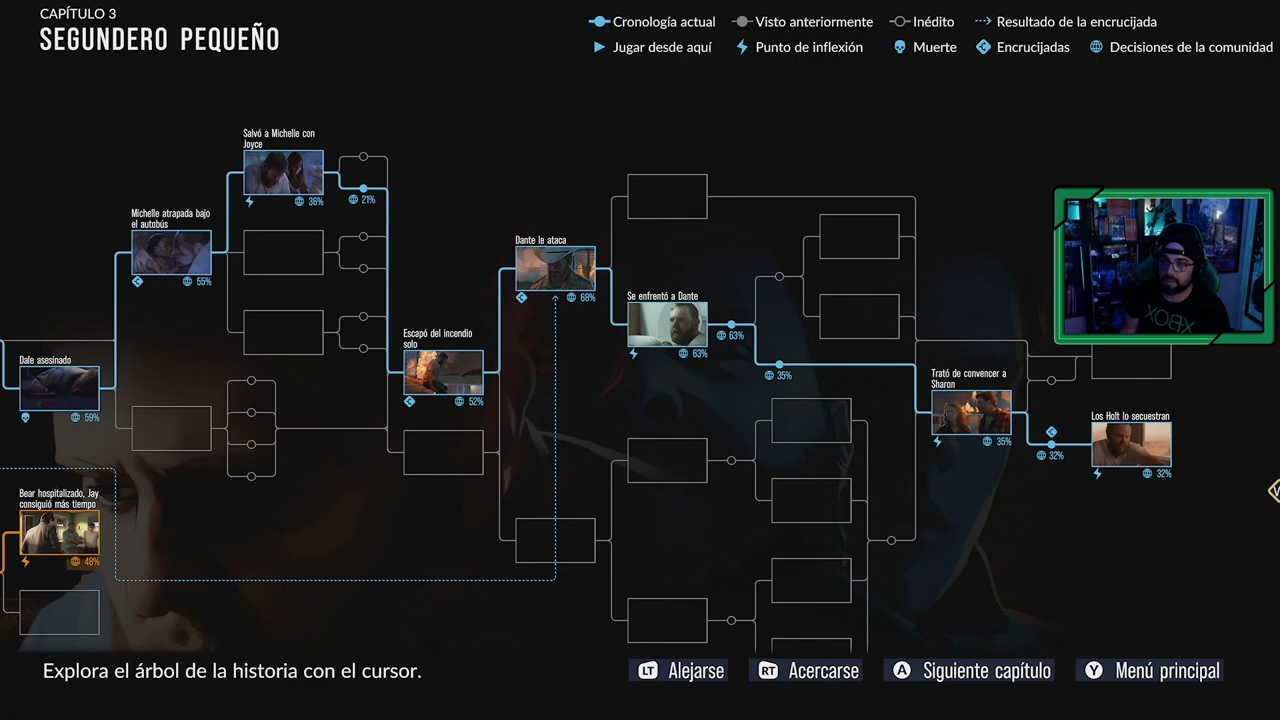 CAPÍTULO 3
SEGUNDERO PEQUEÑO
Cronología actual
Visto anteriormente
Inédito
Resultado de la encrucijada
Jugar desde aquí
Punto de inflexión
Muerte
Encrucijadas
Decisiones de la comunidad
Salvó a Michelle con
Joyce
36%
21%
Michelle atrapada bajo
el autobús
55%
Dante le ataca
68%
Se enfrentó a Dante
63%
63%
35%
Escapó del incendio
solo
52%
Dale asesinado
59%
Trató de convencer a
Sharon
35%
32%
Los Holt lo secuestran
32%
Bear hospitalizado, Jay
consiguió más tiempo
48%
XBOX
Explora el árbol de la historia con el cursor.
LT Alejarse
RT Acercarse
A Siguiente capítulo
Y Menú principal